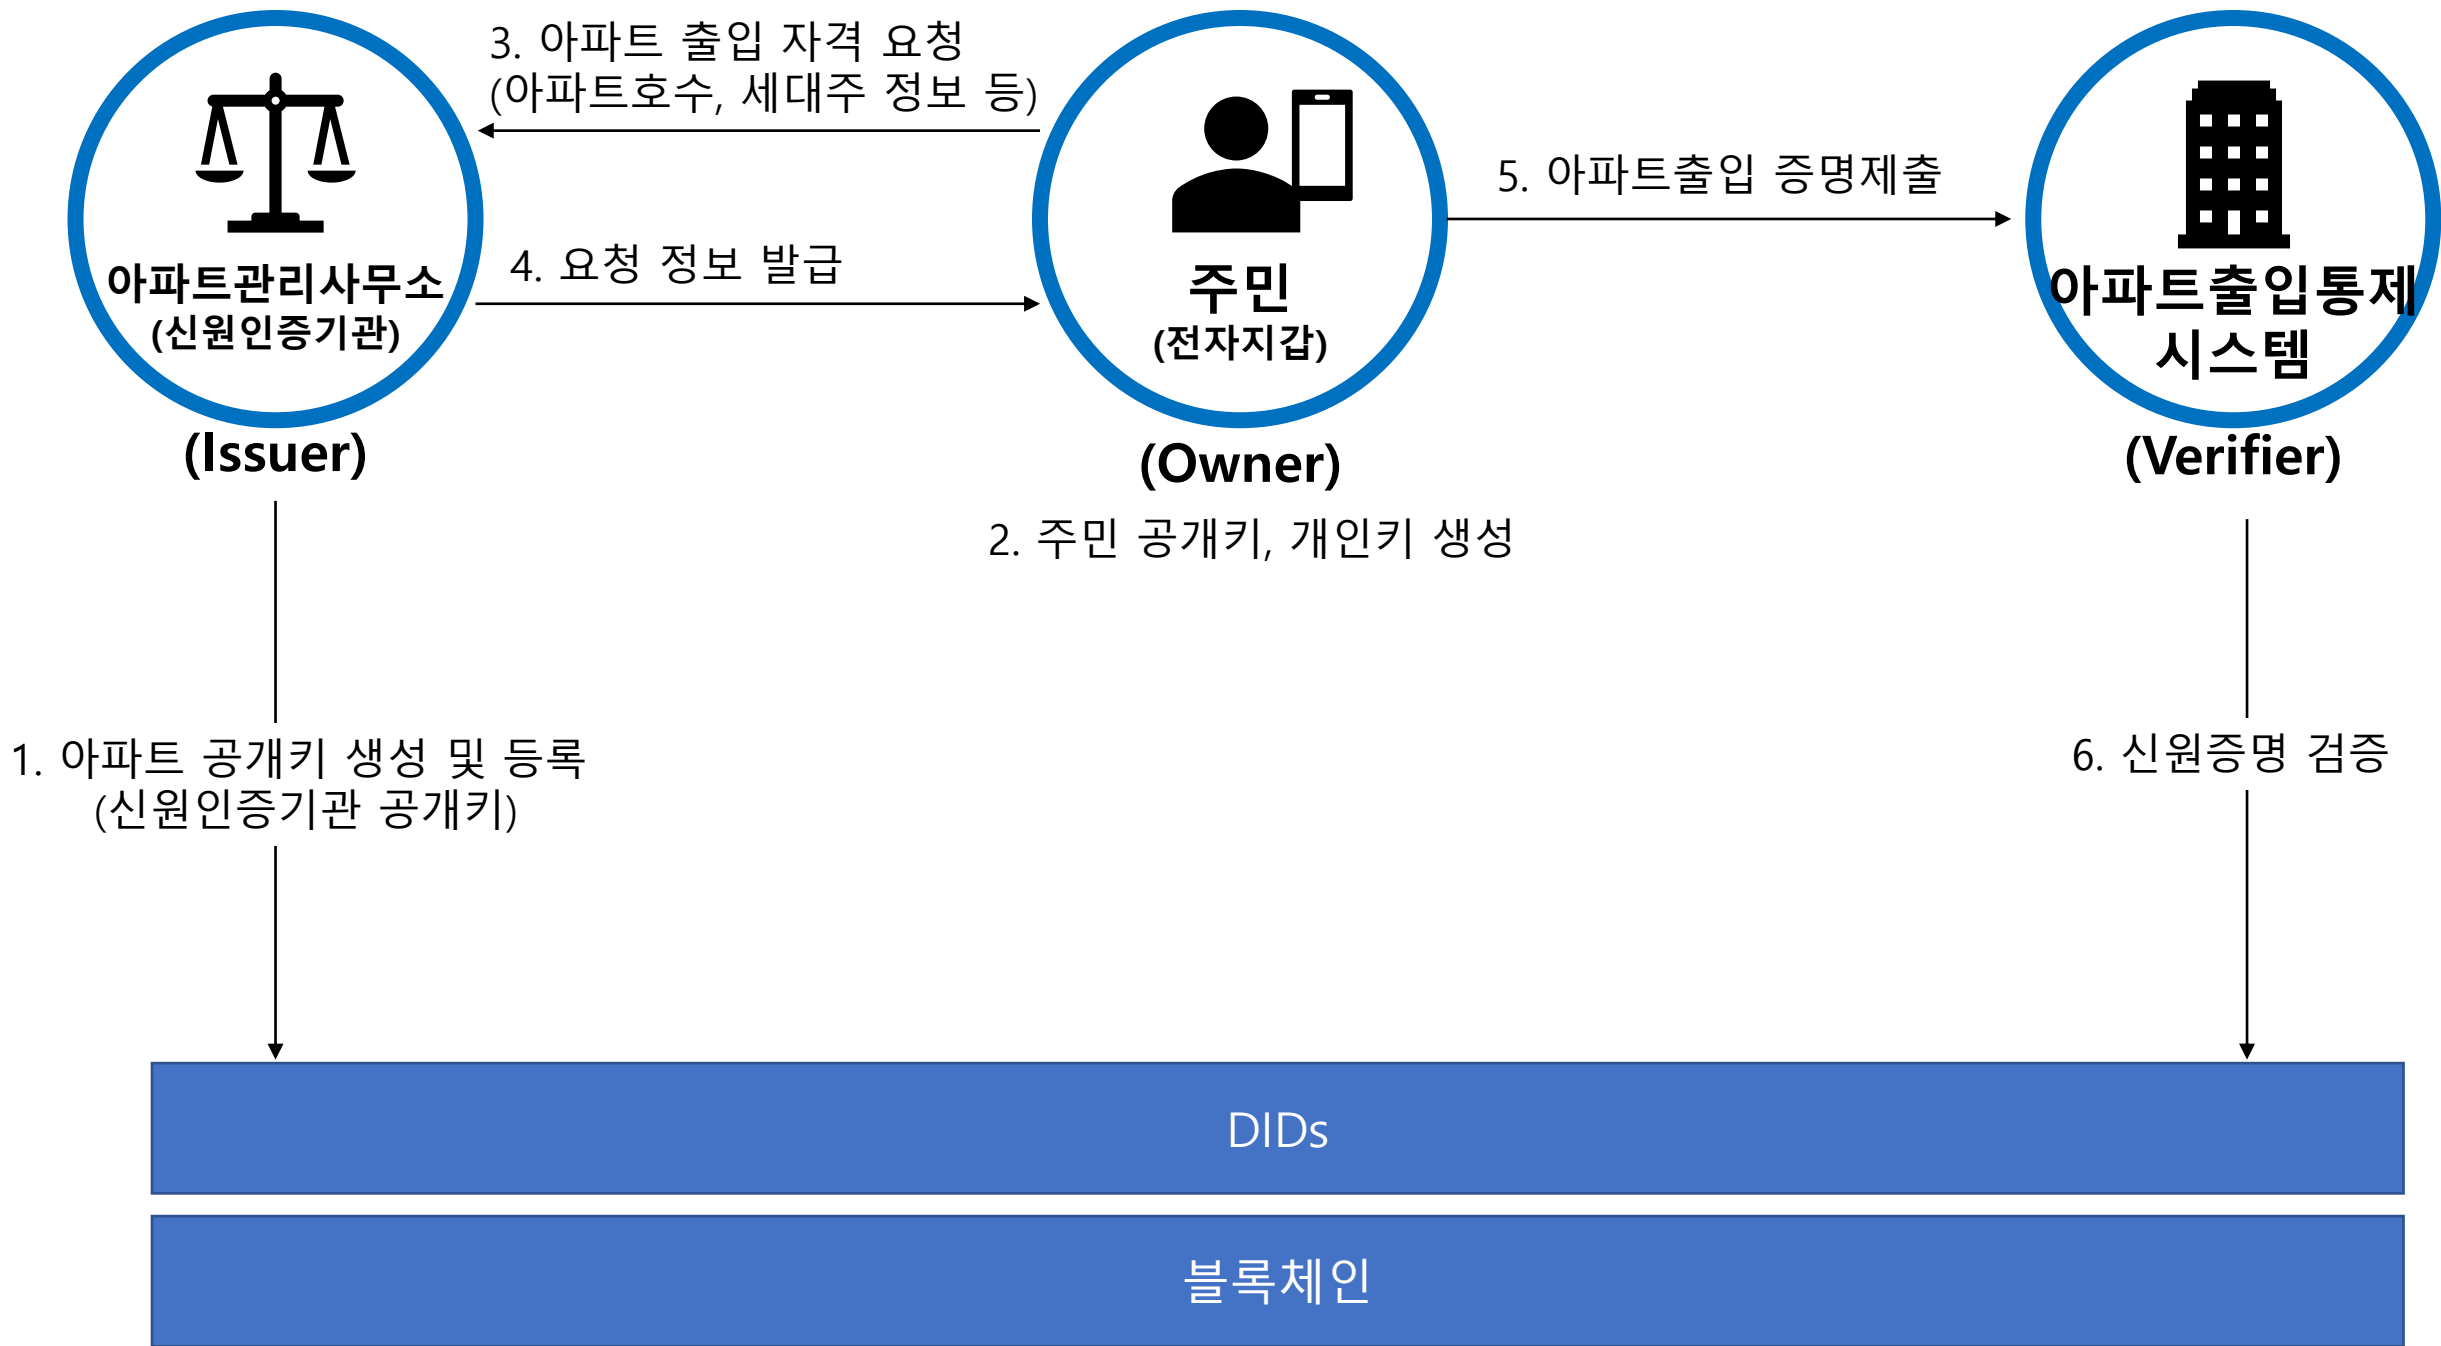 3. 아파트 출입 자격 요청
(아파트호수, 세대주 정보 등)
5. 아파트출입 증명제출
4. 요청 정보 발급
아파트관리사무소
(신원인증기관)
주민
(전자지갑)
아파트출입통제
시스템
(Issuer)
(Owner)
(Verifier)
2. 주민 공개키, 개인키 생성
1. 아파트 공개키 생성 및 등록
(신원인증기관 공개키)
6. 신원증명 검증
DIDs
블록체인